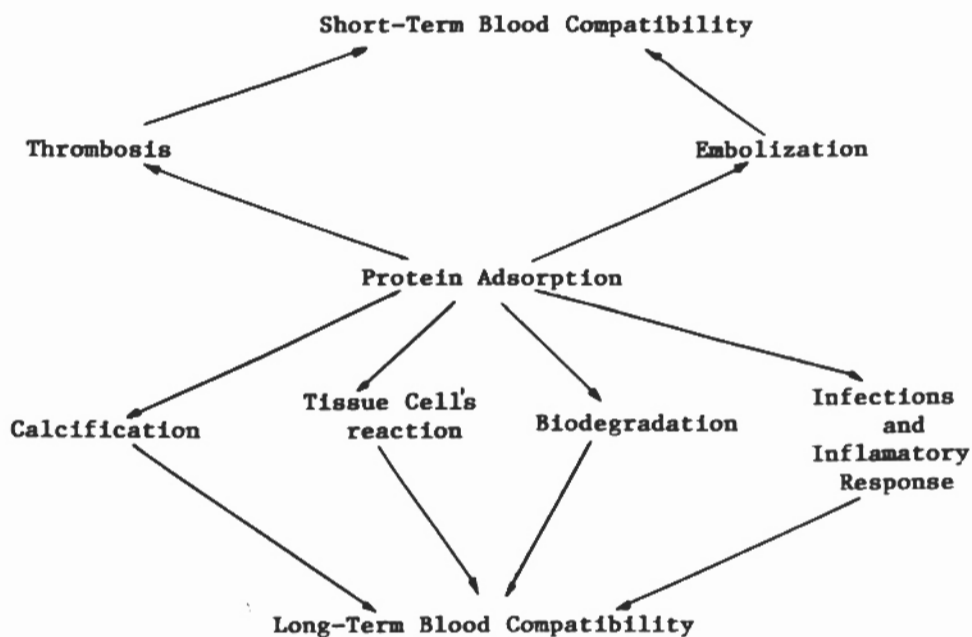 Short-Term Blood Compatibility
Thrombosis
Embolization
Protein Adsorption
Calcification
Tissue Cell's
reaction
Biodegradation
Infections
and
Inflamatory
Response
Long-Term Blood Compatibility